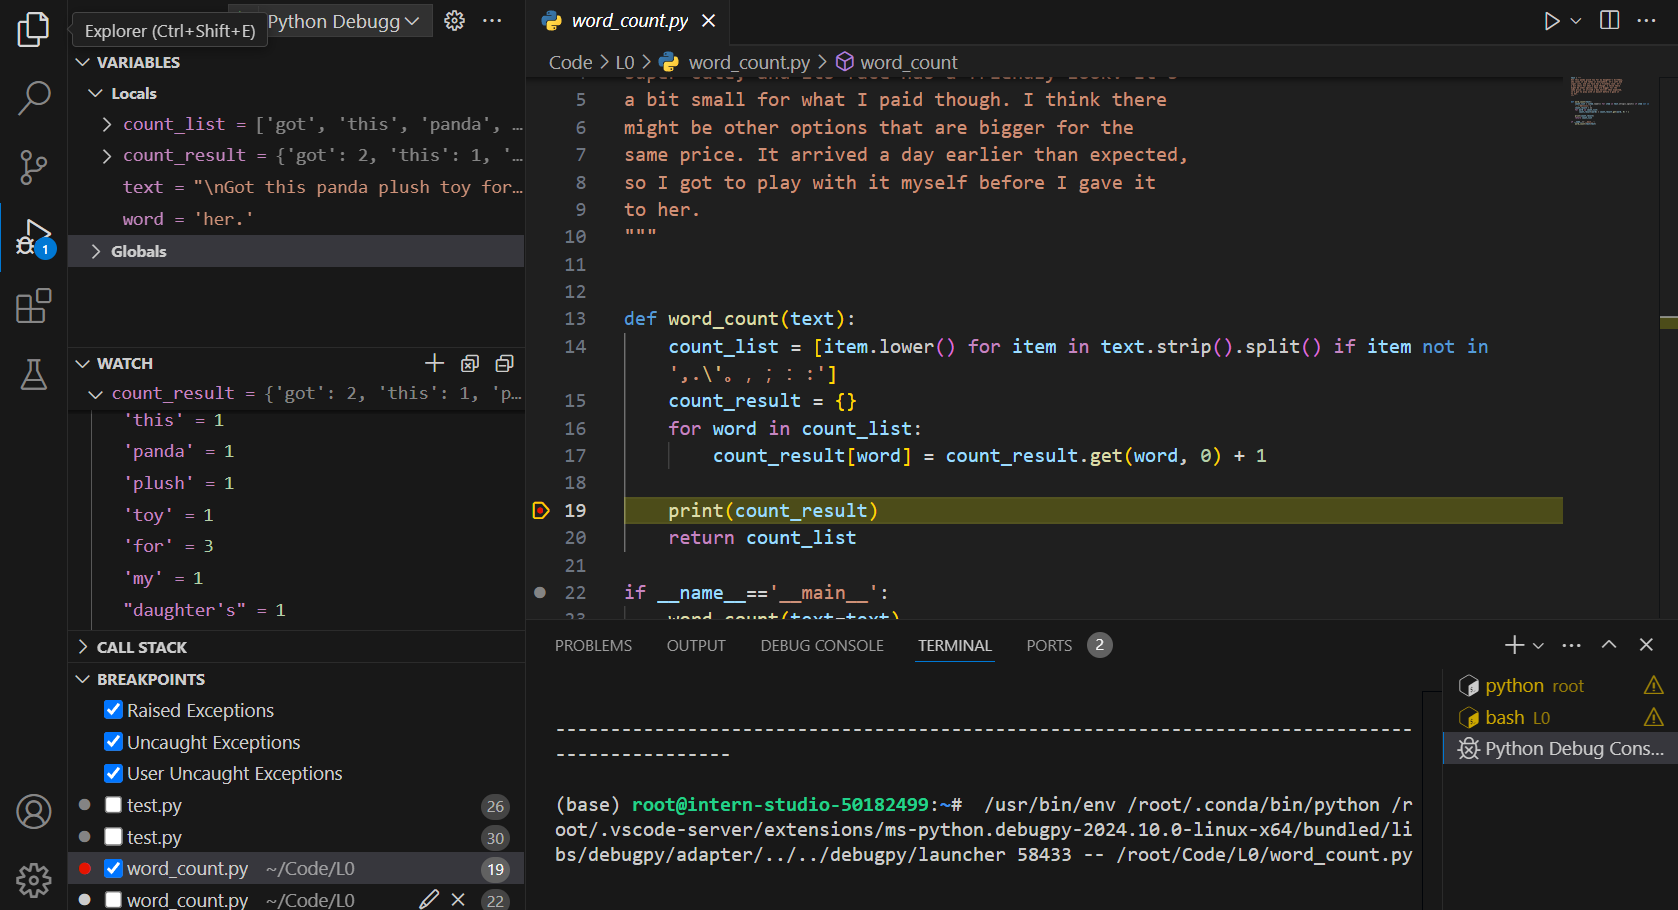 Explorer (Ctrl+Shift+E)
Python Debugg
word_count.py
VARIABLES
Locals
count_list = ['got', 'this', 'panda', …
count_result = {'got': 2, 'this': 1, '…
text = "\nGot this panda plush toy for…
word = 'her.'
Globals
WATCH
count_result = {'got': 2, 'this': 1, 'p…
'this' = 1
'panda' = 1
'plush' = 1
'toy' = 1
'for' = 3
'my' = 1
"daughter's" = 1
CALL STACK
BREAKPOINTS
Raised Exceptions
Uncaught Exceptions
User Uncaught Exceptions
test.py 26
test.py 30
word_count.py ~/Code/L0 19
word_count.py ~/Code/L0 22
1
Code > L0 > word_count.py > word_count
5 a bit small for what I paid though. I think there
6 might be other options that are bigger for the
7 same price. It arrived a day earlier than expected,
8 so I got to play with it myself before I gave it
9 to her.
10 """
11
12
13 def word_count(text):
14 count_list = [item.lower() for item in text.strip().split() if item not in
',.\'。，；：:']
15 count_result = {}
16 for word in count_list:
17 count_result[word] = count_result.get(word, 0) + 1
18
19 print(count_result)
20 return count_list
21
22 if __name__=='__main__':
23 word_count(text=text)
PROBLEMS OUTPUT DEBUG CONSOLE TERMINAL PORTS 2
------------------------------------------------------------------------------
----------------
(base) root@intern-studio-50182499:~# /usr/bin/env /root/.conda/bin/python /r
oot/.vscode-server/extensions/ms-python.debugpy-2024.10.0-linux-x64/bundled/li
bs/debugpy/adapter/../../debugpy/launcher 58433 -- /root/Code/L0/word_count.py
python root
bash L0
Python Debug Cons...